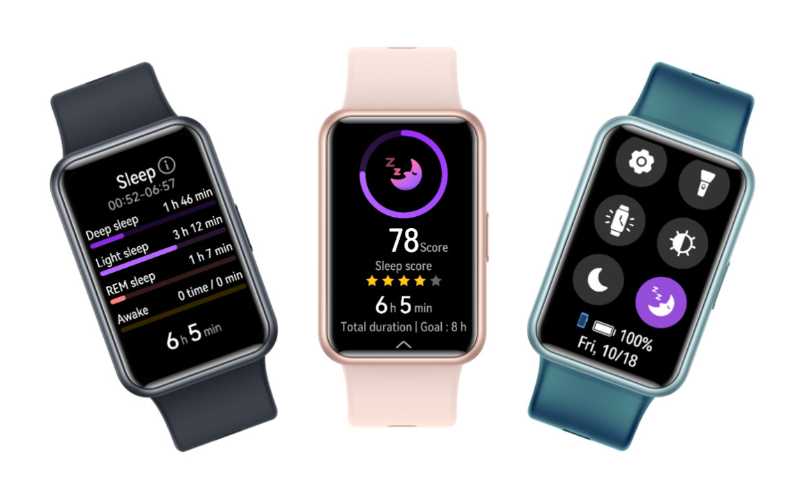 Sleep
00:52–06:57
Deep sleep 1 h 46 min
Light sleep 3 h 12 min
REM sleep 1 h 7 min
Awake 0 time / 0 min
6 h 5 min
78 Score
Sleep score
6 h 5 min
Total duration | Goal : 8 h
100%
Fri, 10/18